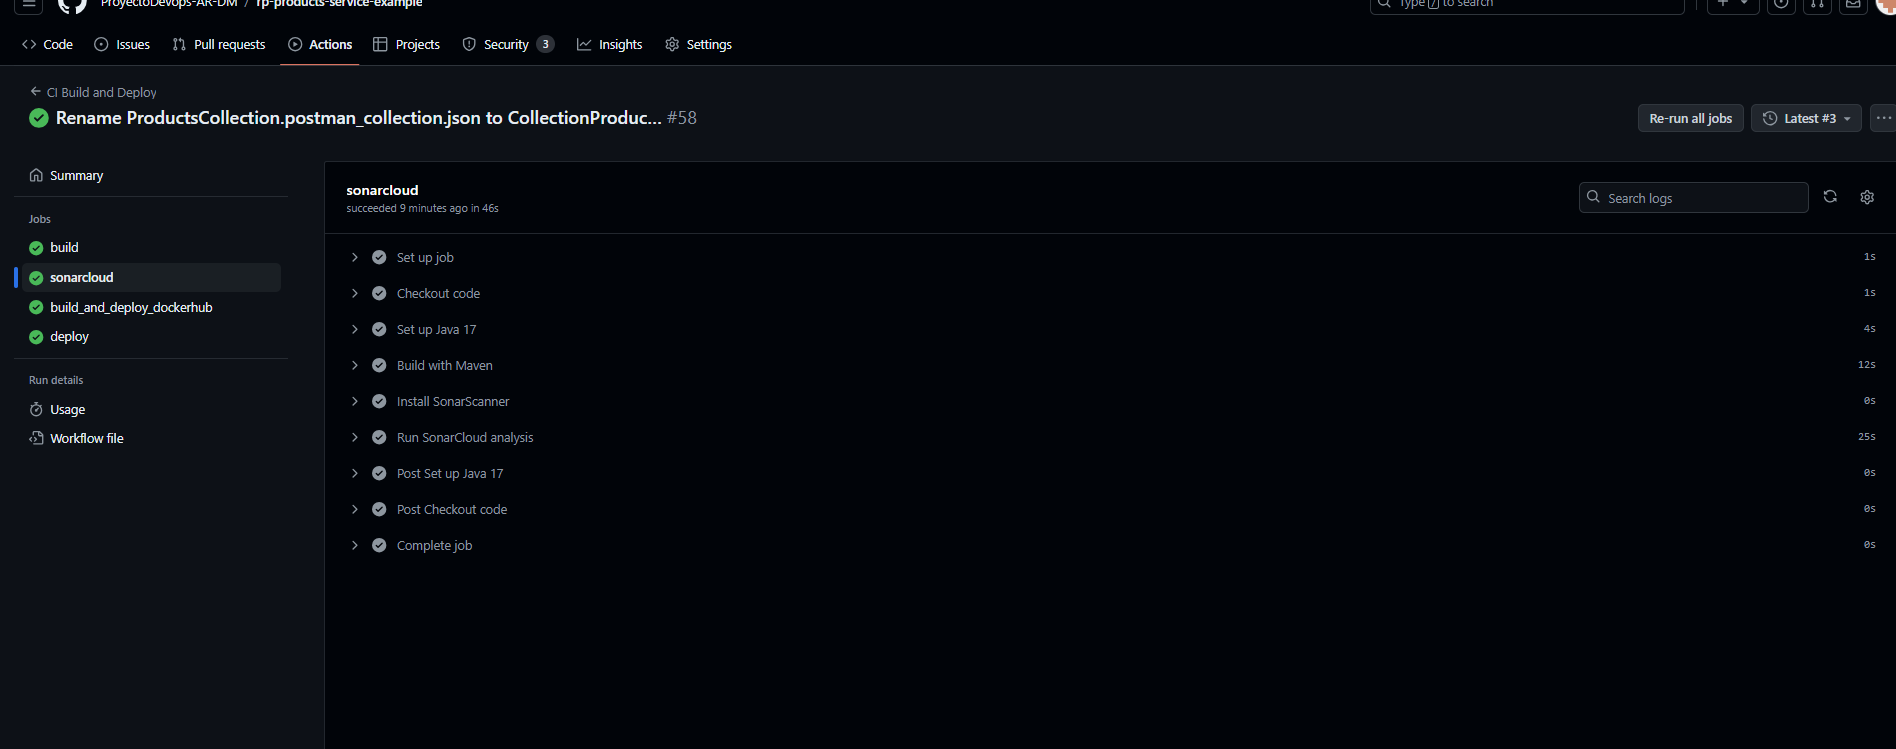 ProyectoDevops-AR-DM / rp-products-service-example
Type / to search
Code Issues Pull requests Actions Projects Security 3 Insights Settings
CI Build and Deploy
Rename ProductsCollection.postman_collection.json to CollectionProduc... #58
Re-run all jobs Latest #3
Summary
Jobs
build
sonarcloud
build_and_deploy_dockerhub
deploy
Run details
Usage
Workflow file
sonarcloud
succeeded 9 minutes ago in 46s
Search logs
Set up job 1s
Checkout code 1s
Set up Java 17 4s
Build with Maven 12s
Install SonarScanner 0s
Run SonarCloud analysis 25s
Post Set up Java 17 0s
Post Checkout code 0s
Complete job 0s